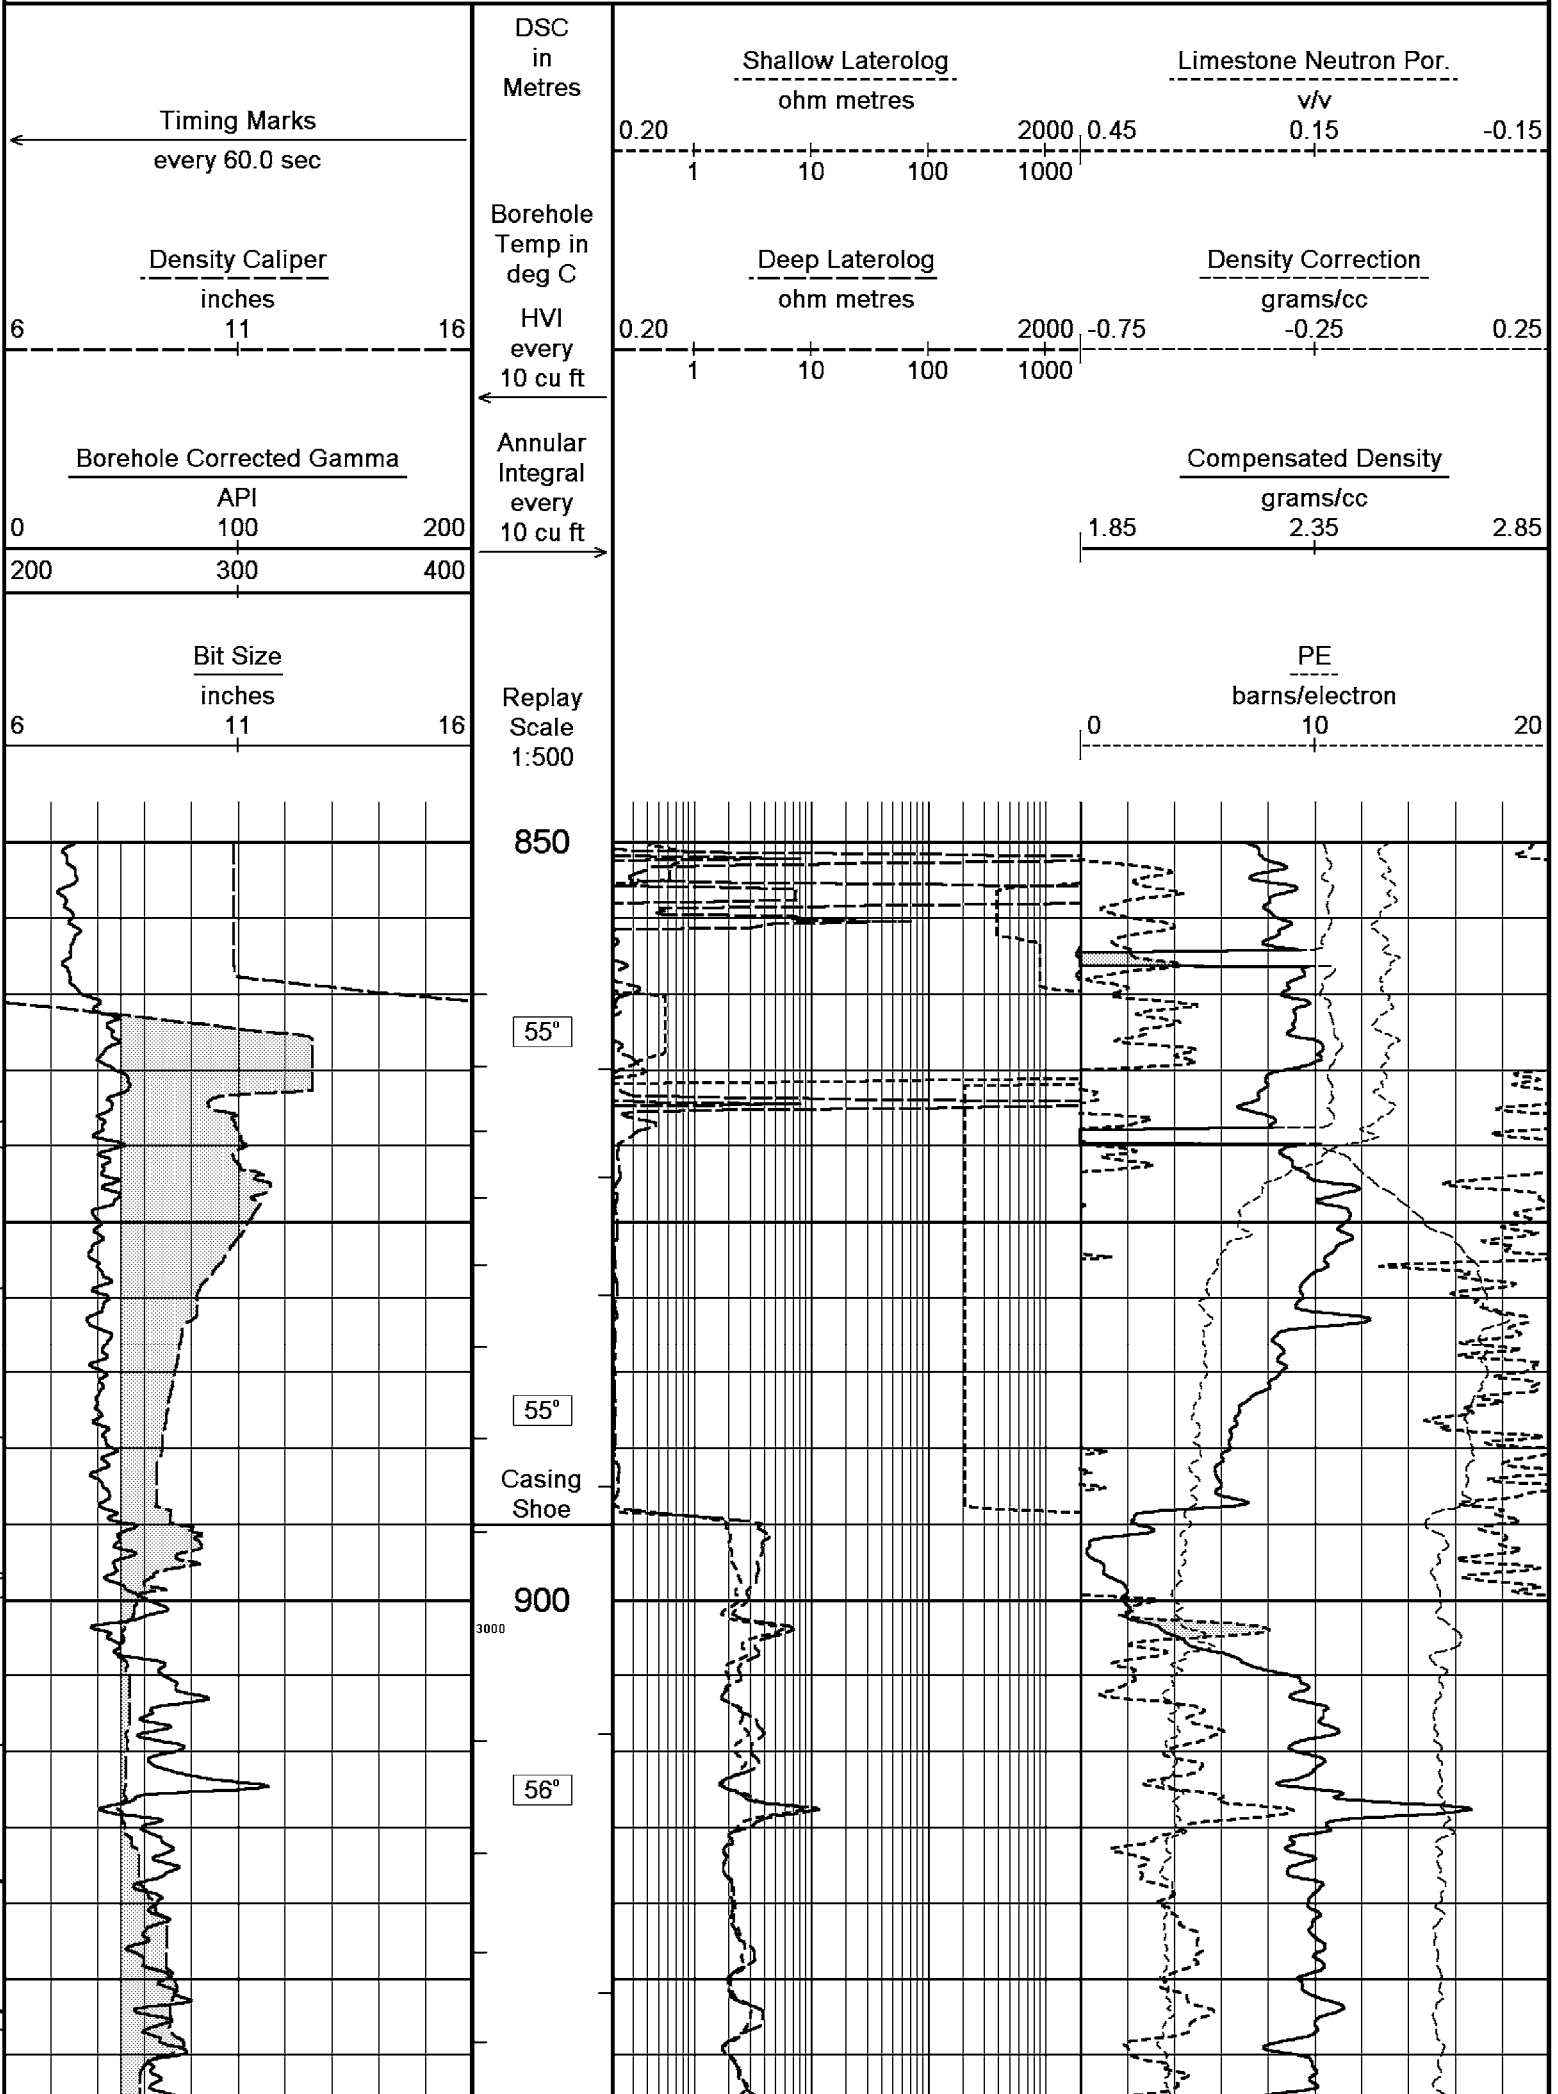 Timing Marks
every 60.0 sec
Density Caliper
inches
6 11 16
Borehole Corrected Gamma
API
0 100 200
200 300 400
Bit Size
inches
6 11 16
DSC
in
Metres
Borehole
Temp in
deg C
HVI
every
10 cu ft
Annular
Integral
every
10 cu ft
Replay
Scale
1:500
Shallow Laterolog
ohm metres
0.20 2000
1 10 100 1000
Deep Laterolog
ohm metres
0.20 2000
1 10 100 1000
Limestone Neutron Por.
v/v
0.45 0.15 -0.15
Density Correction
grams/cc
-0.75 -0.25 0.25
Compensated Density
grams/cc
1.85 2.35 2.85
PE
barns/electron
0 10 20
850
55°
55°
Casing
Shoe
900
3000
56°